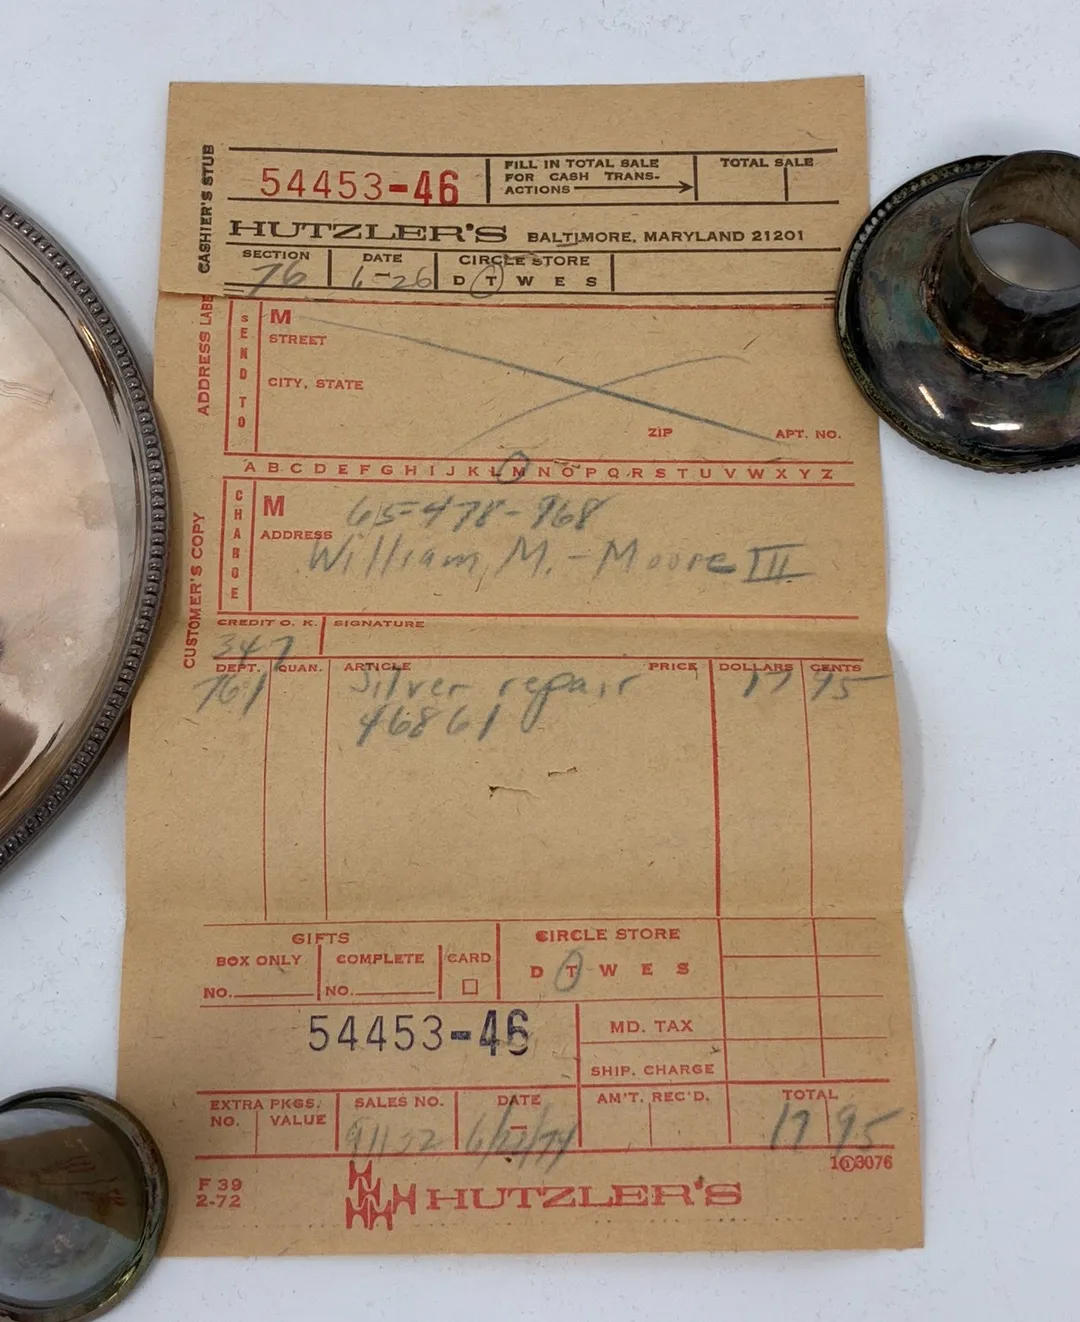 CASHIER'S STUB
54453-46
FILL IN TOTAL SALE
FOR CASH TRANS-
ACTIONS
TOTAL SALE
HUTZLER'S BALTIMORE, MARYLAND 21201
SECTION DATE CIRCLE STORE
76 6-26 D T W E S
ADDRESS LABEL
SEND TO
M
STREET
CITY, STATE
ZIP APT. NO.
A B C D E F G H I J K L M N O P Q R S T U V W X Y Z
CUSTOMER'S COPY
CHARGE
M 65-478-968
ADDRESS
William M. - Moore III
CREDIT O. K. SIGNATURE
347
DEPT. QUAN. ARTICLE PRICE DOLLARS CENTS
761 Silver repair 17 95
46861
GIFTS CIRCLE STORE
BOX ONLY COMPLETE CARD
D T W E S
NO. NO.
54453-46
MD. TAX
SHIP. CHARGE
EXTRA PKGS. SALES NO. DATE AM'T. REC'D. TOTAL
NO. VALUE
17 95
F 39
2-72
HUTZLER'S
3076